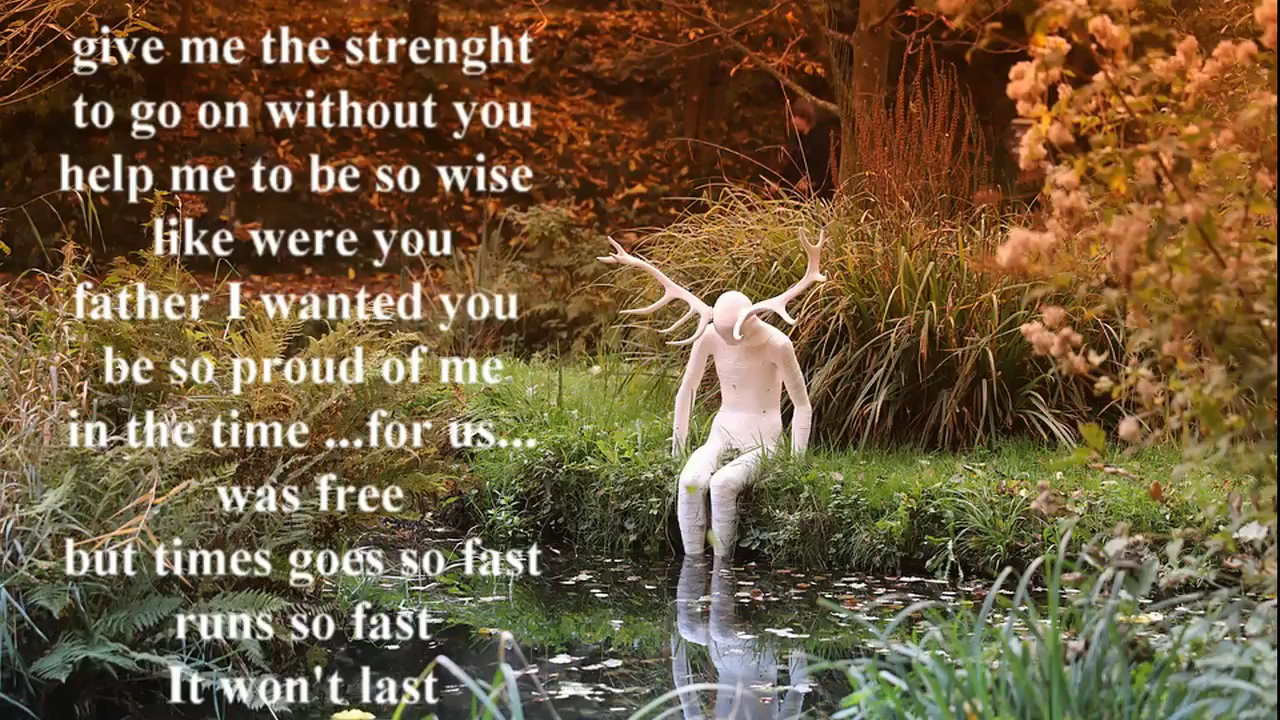 give me the strenght
to go on without you
help me to be so wise
like were you
father I wanted you
be so proud of me
in the time ...for us...
was free
but times goes so fast
runs so fast
It won't last